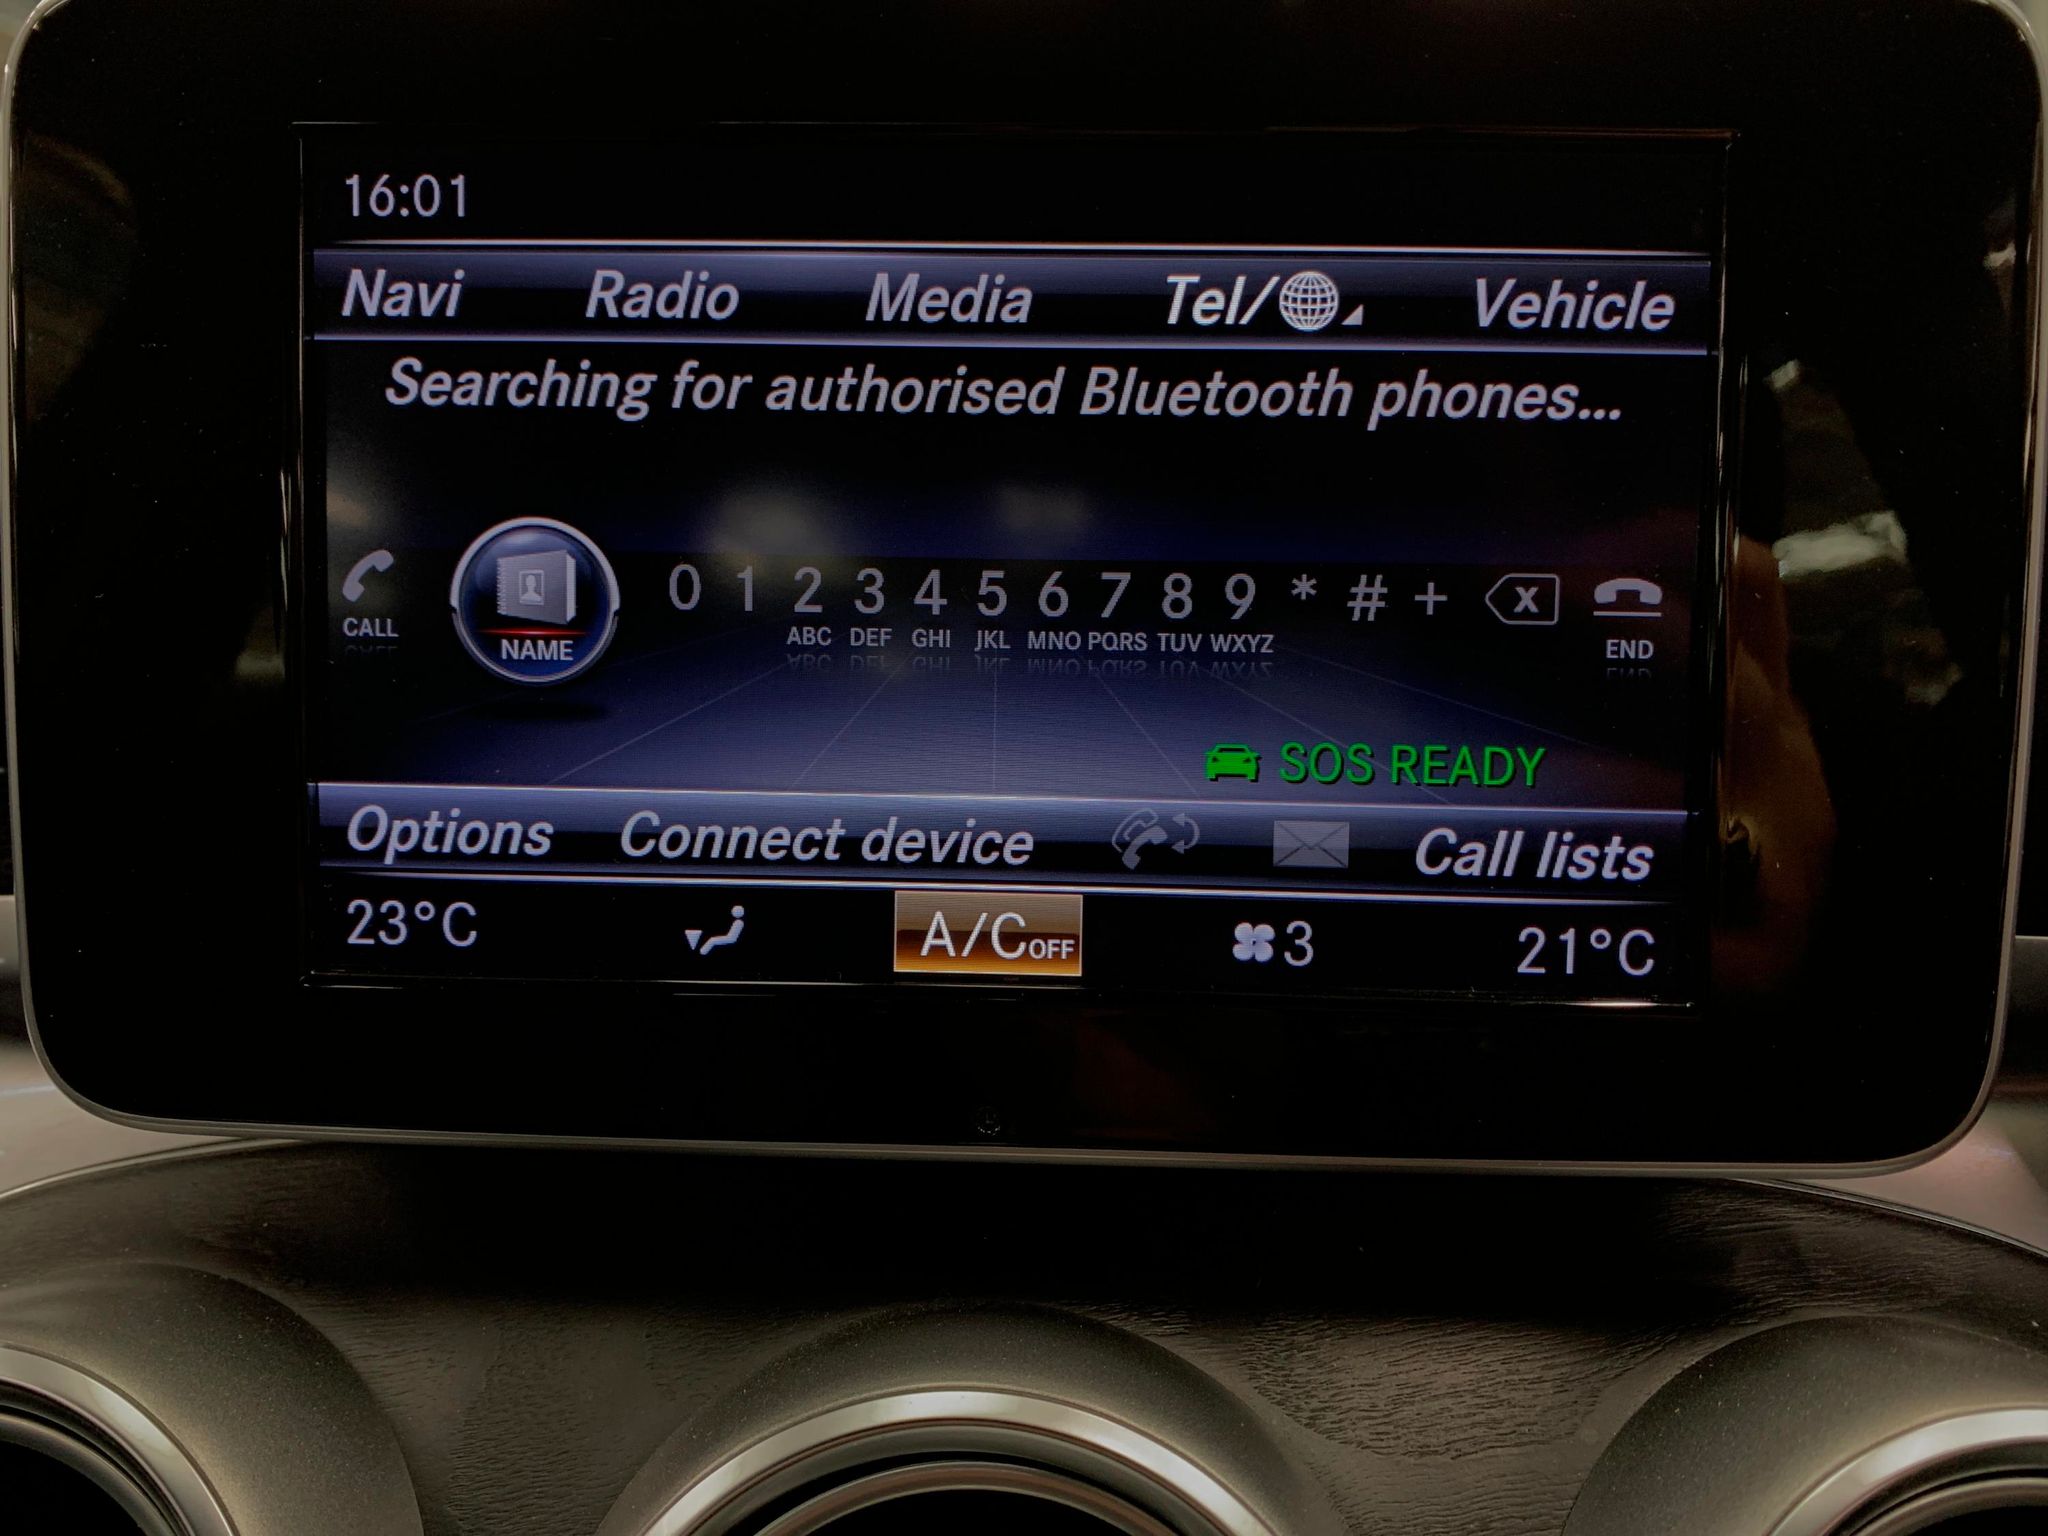 16:01
Navi Radio Media Tel/ Vehicle
Searching for authorised Bluetooth phones...
0 1 2 3 4 5 6 7 8 9 * # + X
CALL NAME ABC DEF GHI JKL MNO PQRS TUV WXYZ END
SOS READY
Options Connect device Call lists
23°C A/C OFF 3 21°C